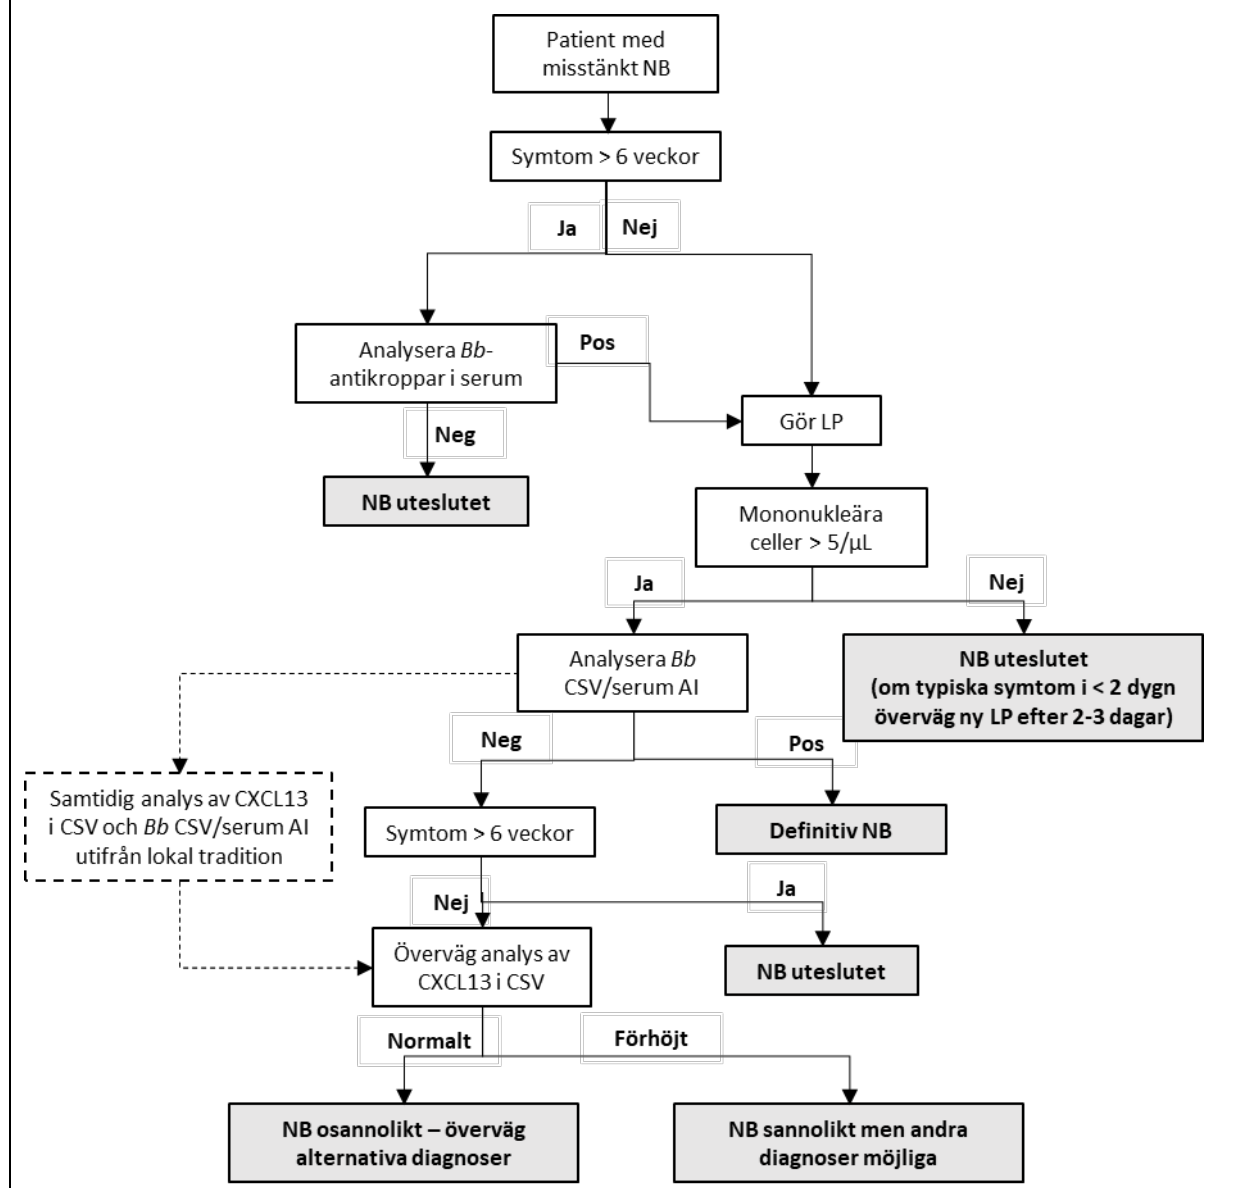 Patient med
misstänkt NB
Symtom > 6 veckor
Ja
Nej
Analysera Bb-
antikroppar i serum
Pos
Neg
NB uteslutet
Gör LP
Mononukleära
celler > 5/µL
Ja
Nej
Analysera Bb
CSV/serum AI
NB uteslutet
(om typiska symtom i < 2 dygn
överväg ny LP efter 2-3 dagar)
Neg
Pos
Samtidig analys av CXCL13
i CSV och Bb CSV/serum AI
utifrån lokal tradition
Symtom > 6 veckor
Definitiv NB
Nej
Ja
Överväg analys av
CXCL13 i CSV
NB uteslutet
Normalt
Förhöjt
NB osannolikt – överväg
alternativa diagnoser
NB sannolikt men andra
diagnoser möjliga